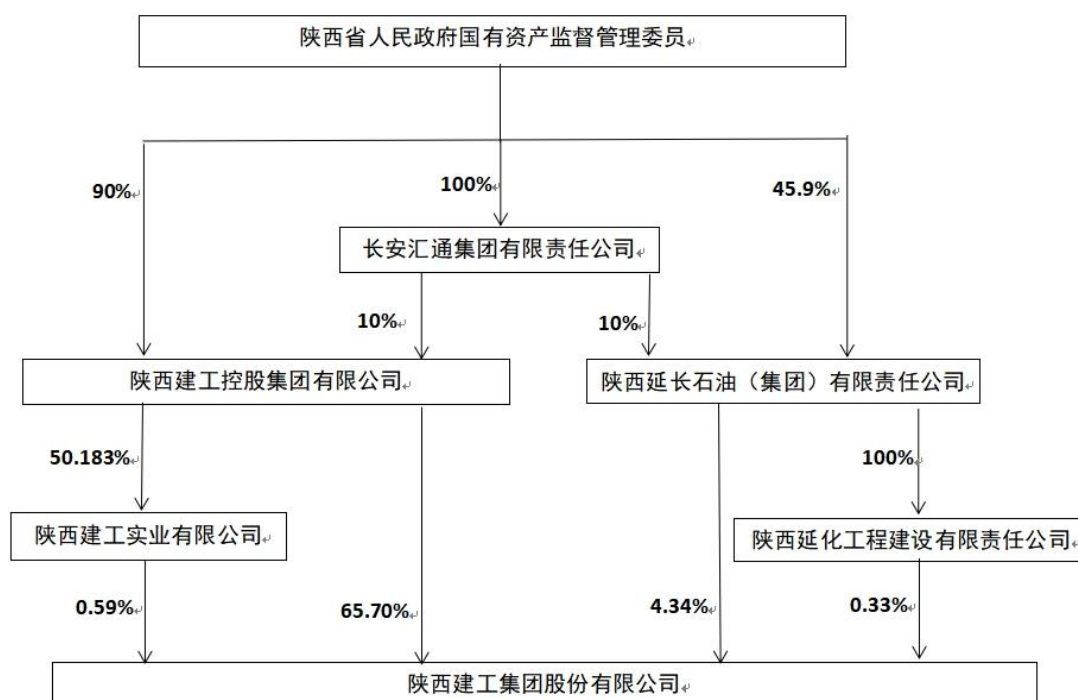 陕西省人民政府国有资产监督管理委员
90%
100%
45.9%
长安汇通集团有限责任公司
10%
10%
陕西建工控股集团有限公司
陕西延长石油（集团）有限责任公司
50.183%
100%
陕西建工实业有限公司
陕西延化工程建设有限责任公司
0.59%
65.70%
4.34%
0.33%
陕西建工集团股份有限公司